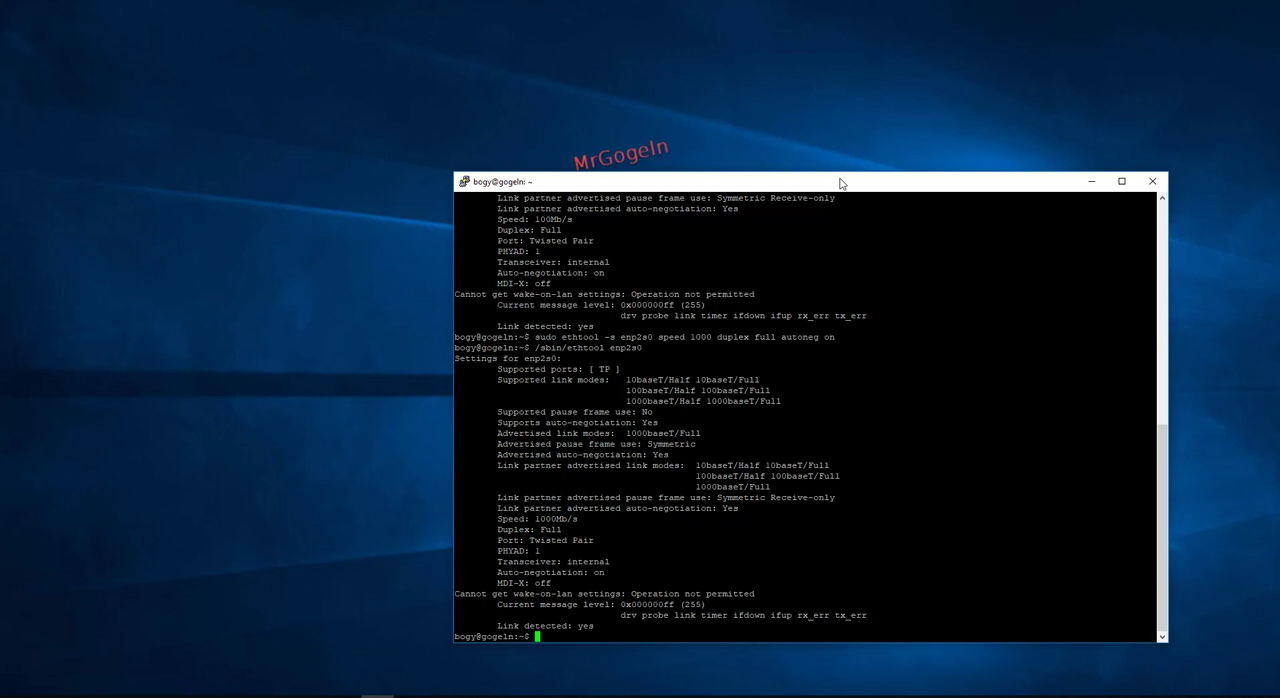 MrGogeln
bogy@gogeln: ~
Link partner advertised pause frame use: Symmetric Receive-only
Link partner advertised auto-negotiation: Yes
Speed: 100Mb/s
Duplex: Full
Port: Twisted Pair
PHYAD: 1
Transceiver: internal
Auto-negotiation: on
MDI-X: off
Cannot get wake-on-lan settings: Operation not permitted
Current message level: 0x000000ff (255)
drv probe link timer ifdown ifup rx_err tx_err
Link detected: yes
bogy@gogeln:~$ sudo ethtool -s enp2s0 speed 1000 duplex full autoneg on
bogy@gogeln:~$ /sbin/ethtool enp2s0
Settings for enp2s0:
Supported ports: [ TP ]
Supported link modes: 10baseT/Half 10baseT/Full
100baseT/Half 100baseT/Full
1000baseT/Half 1000baseT/Full
Supported pause frame use: No
Supports auto-negotiation: Yes
Advertised link modes: 1000baseT/Full
Advertised pause frame use: Symmetric
Advertised auto-negotiation: Yes
Link partner advertised link modes: 10baseT/Half 10baseT/Full
100baseT/Half 100baseT/Full
1000baseT/Full
Link partner advertised pause frame use: Symmetric Receive-only
Link partner advertised auto-negotiation: Yes
Speed: 1000Mb/s
Duplex: Full
Port: Twisted Pair
PHYAD: 1
Transceiver: internal
Auto-negotiation: on
MDI-X: off
Cannot get wake-on-lan settings: Operation not permitted
Current message level: 0x000000ff (255)
drv probe link timer ifdown ifup rx_err tx_err
Link detected: yes
bogy@gogeln:~$